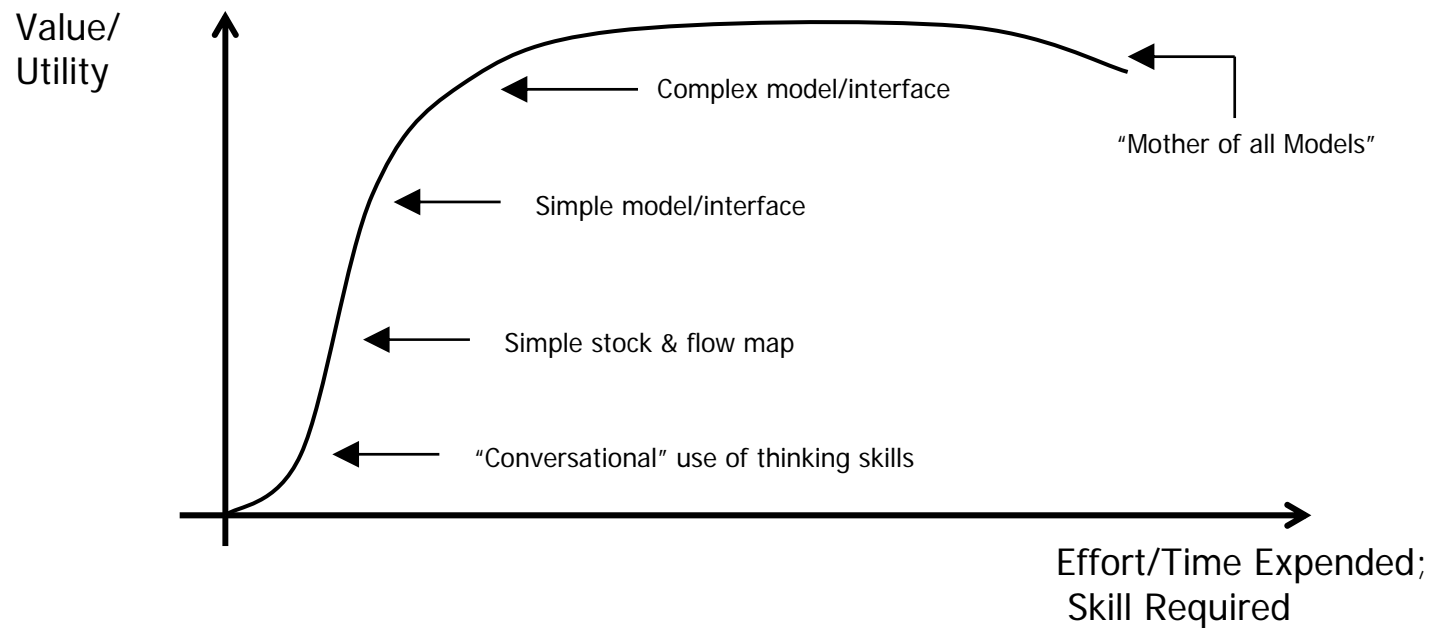 Value/
Utility
Complex model/interface
“Mother of all Models”
Simple model/interface
Simple stock & flow map
“Conversational” use of thinking skills
Effort/Time Expended;
Skill Required